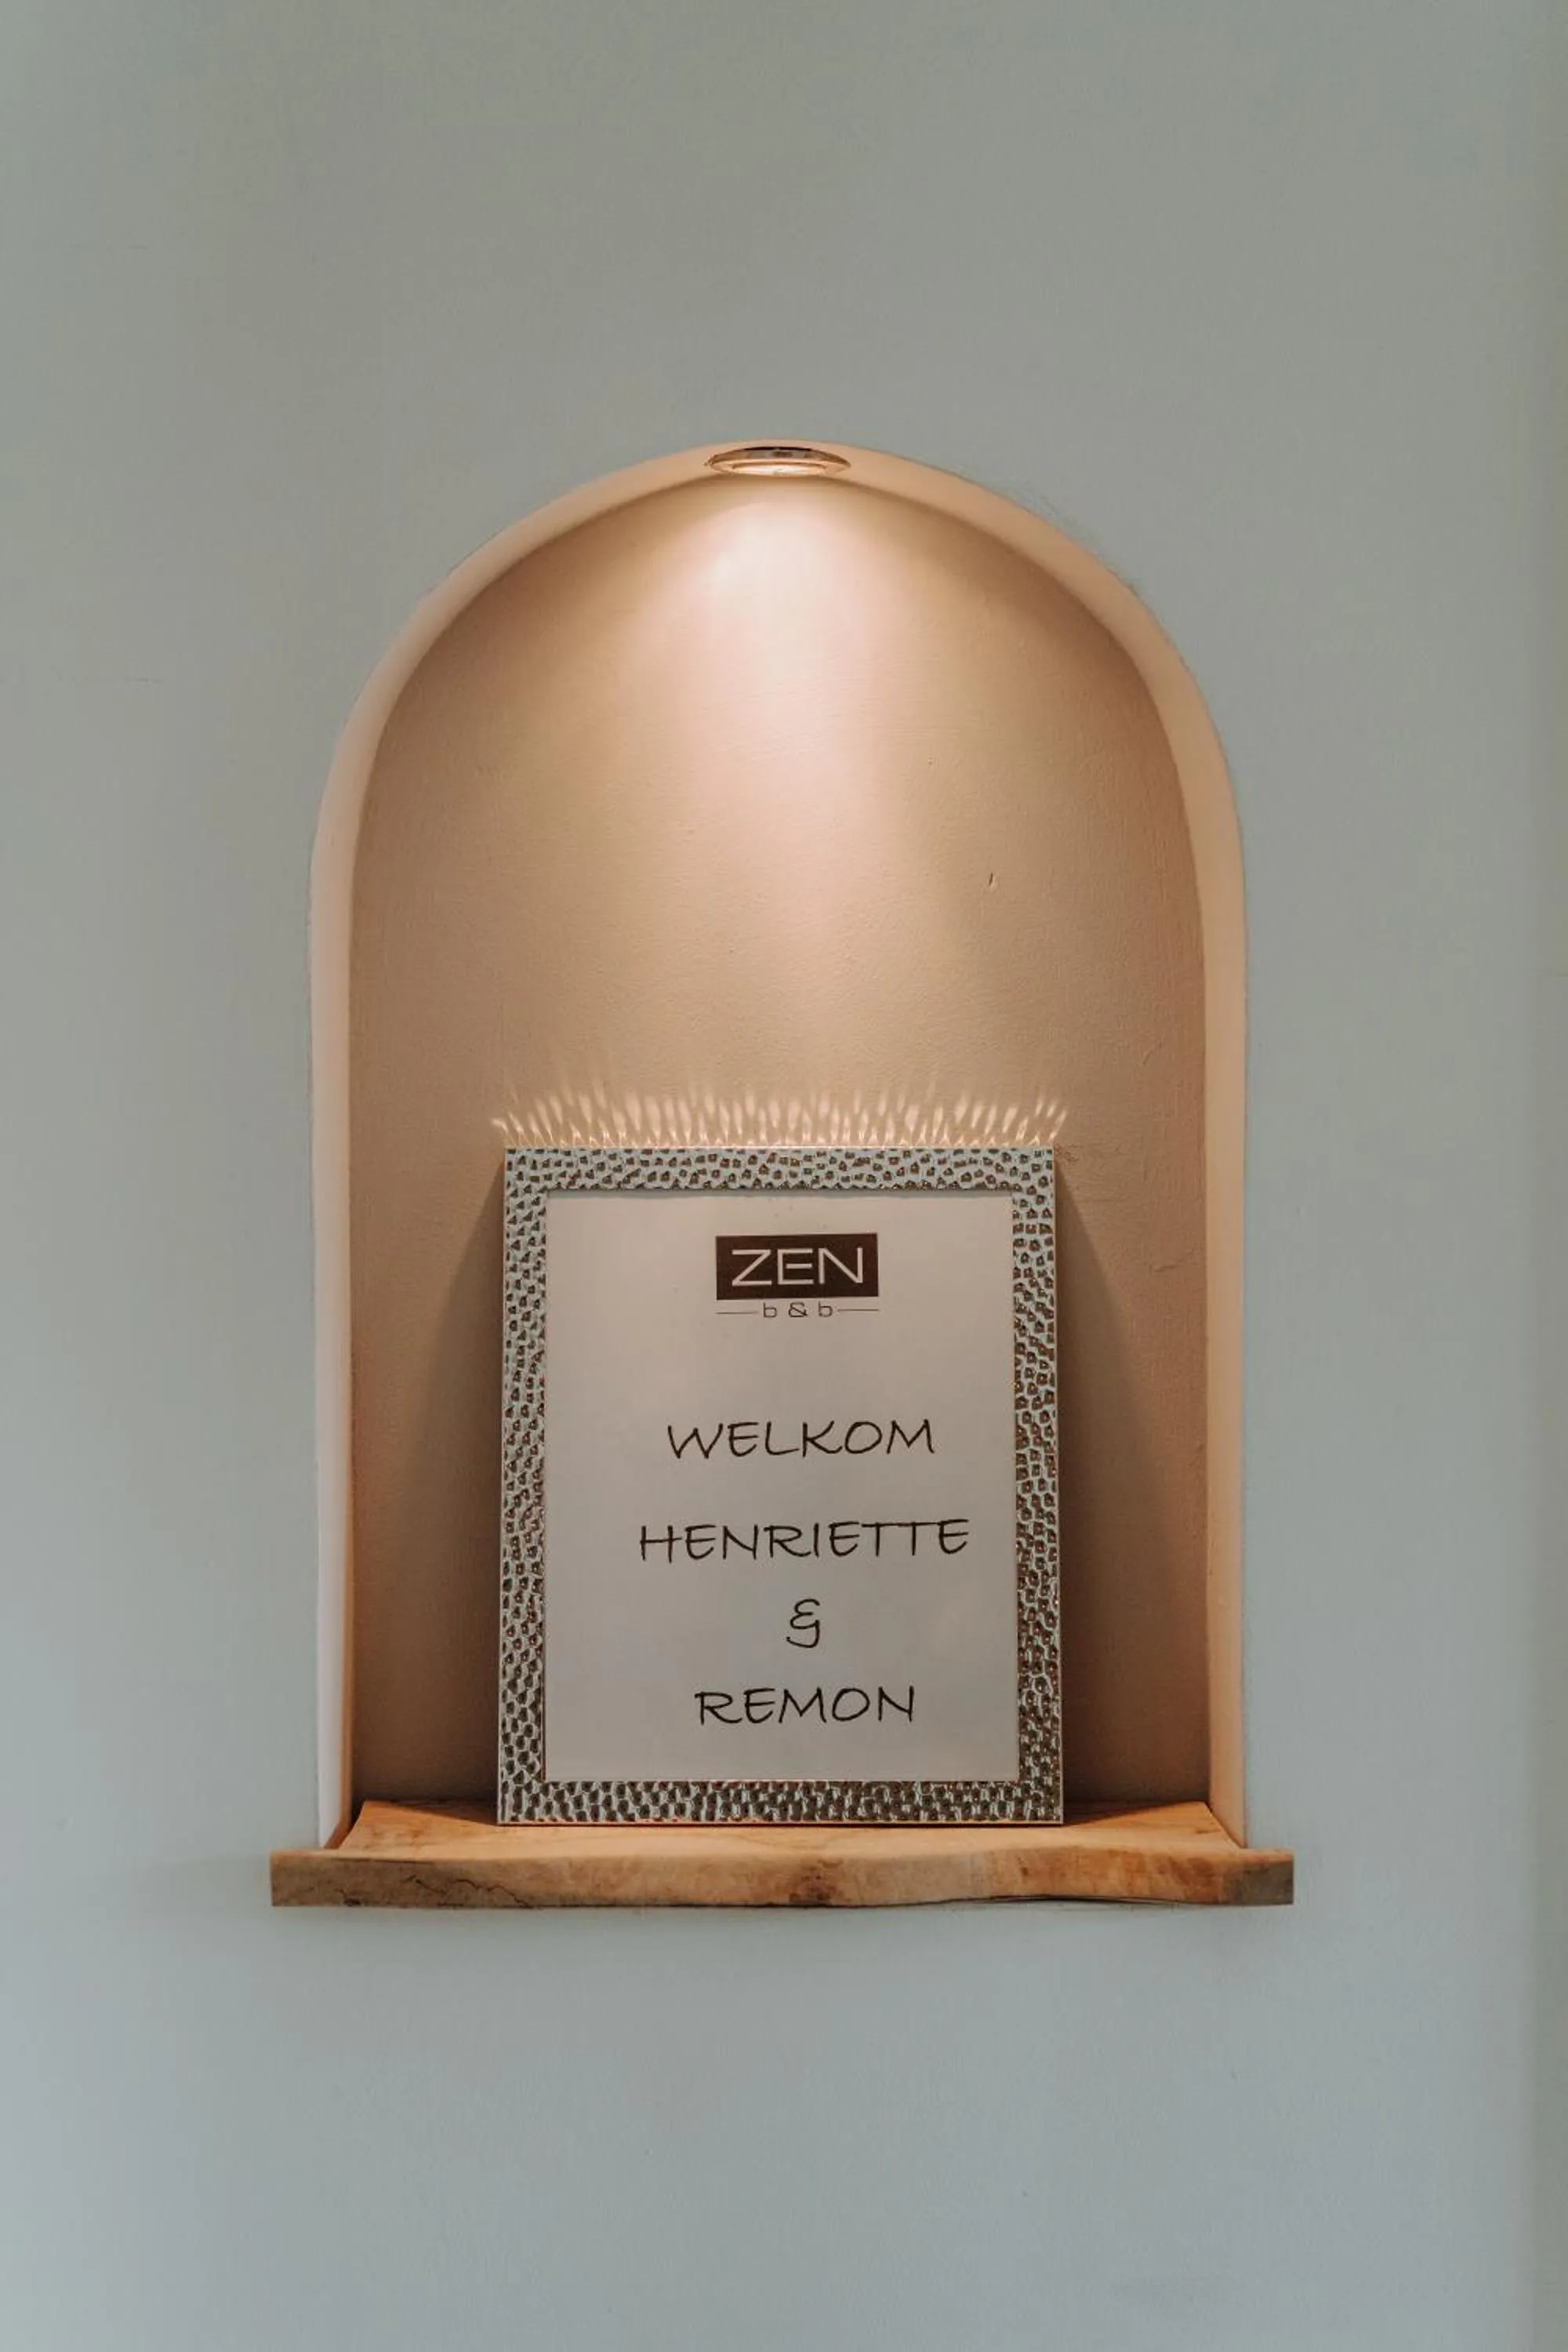 ZEN
b & b
WELKOM
HENRIETTE
&
REMON